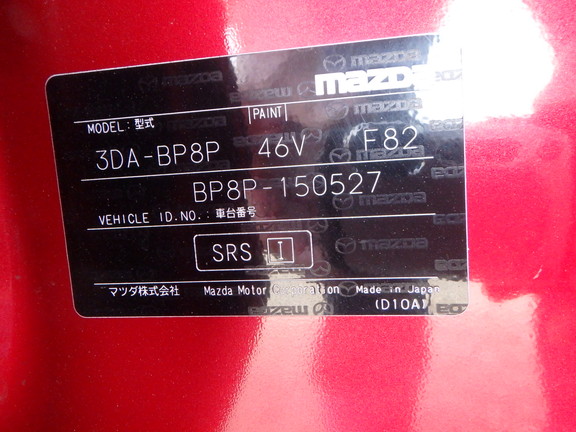 mazda
MODEL:型式 PAINT
3DA-BP8P 46V F82
BP8P-150527
VEHICLE ID.NO.:車台番号
SRS I
マツダ株式会社 Mazda Motor Corporation Made in Japan
(D10A)